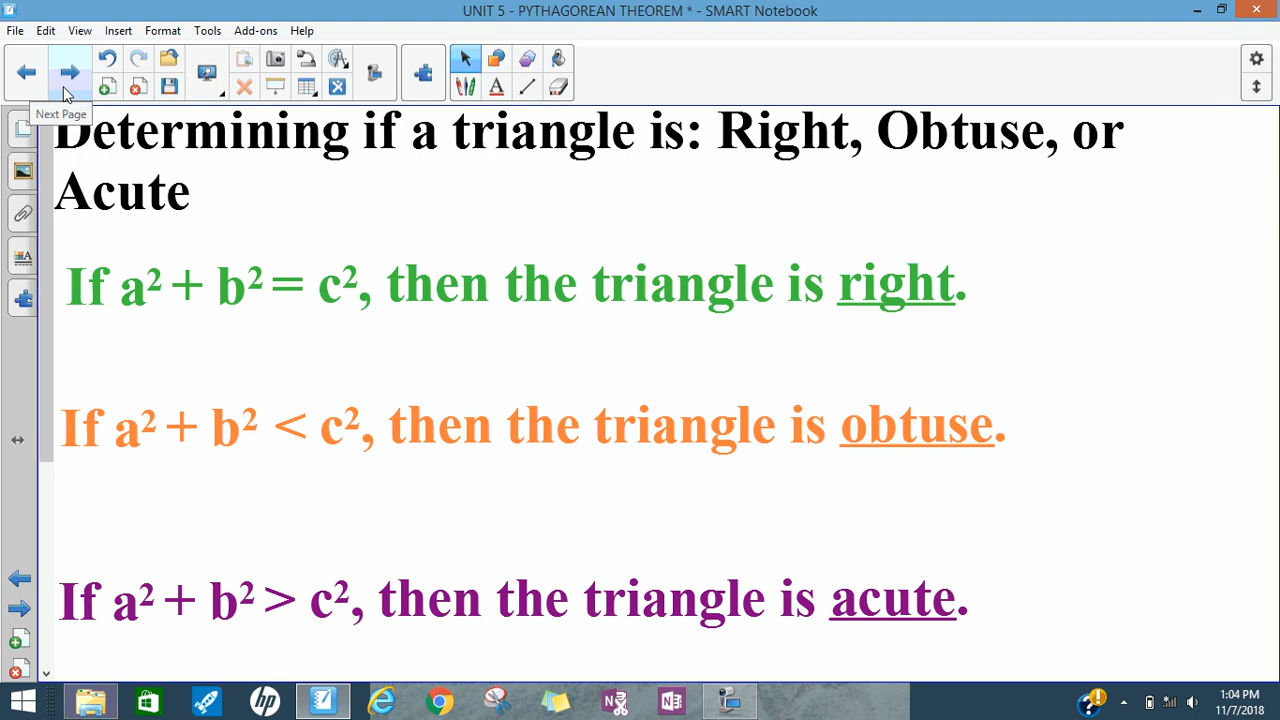 UNIT 5 - PYTHAGOREAN THEOREM * - SMART Notebook
File Edit View Insert Format Tools Add-ons Help
Next Page
Determining if a triangle is: Right, Obtuse, or
Acute
If a² + b² = c², then the triangle is right.
If a² + b² < c², then the triangle is obtuse.
If a² + b² > c², then the triangle is acute.
1:04 PM
11/7/2018